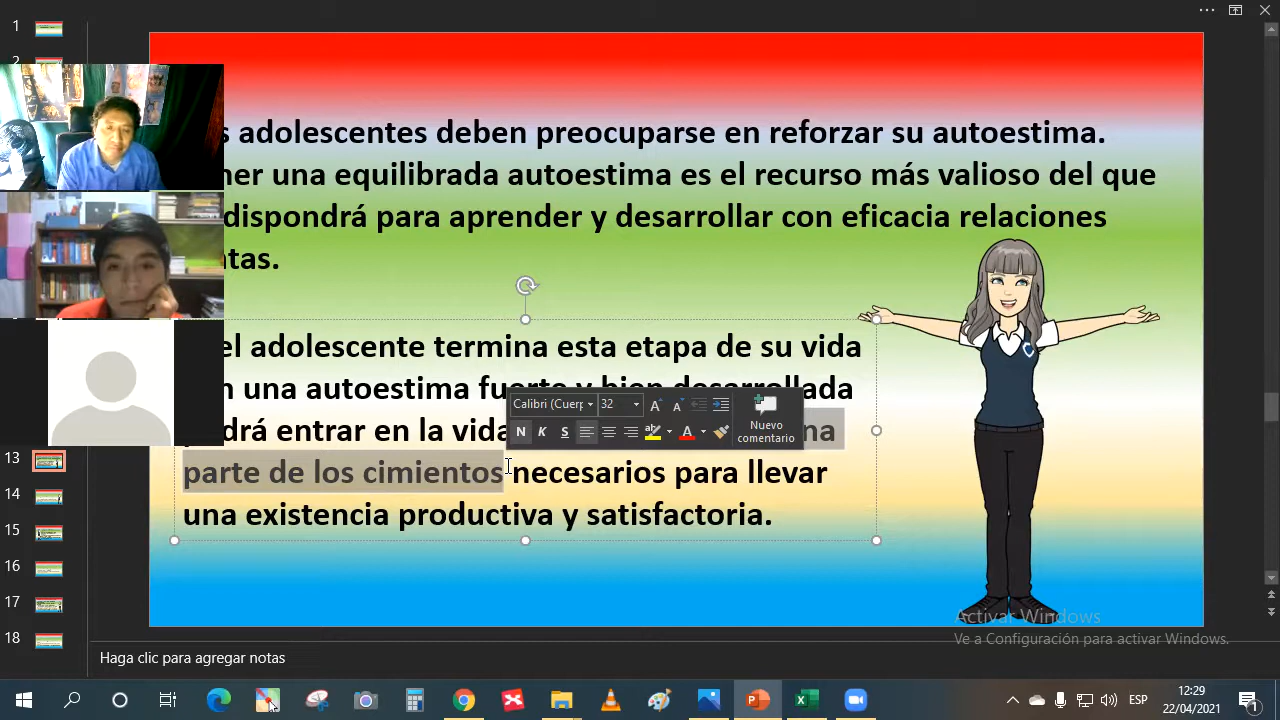 1
2
adolescentes deben preocuparse en reforzar su autoestima.
una equilibrada autoestima es el recurso más valioso del que
dispondrá para aprender y desarrollar con eficacia relaciones
el adolescente termina esta etapa de su vida
una autoestima fuerte y bien desarrollada
entrar en la vida
parte de los cimientos necesarios para llevar
una existencia productiva y satisfactoria.
Calibri (Cuerp
32
N K S
Nuevo
comentario
13
14
15
16
17
18
Activar Windows
Ve a Configuración para activar Windows.
Haga clic para agregar notas
ESP
12:29
22/04/2021
1